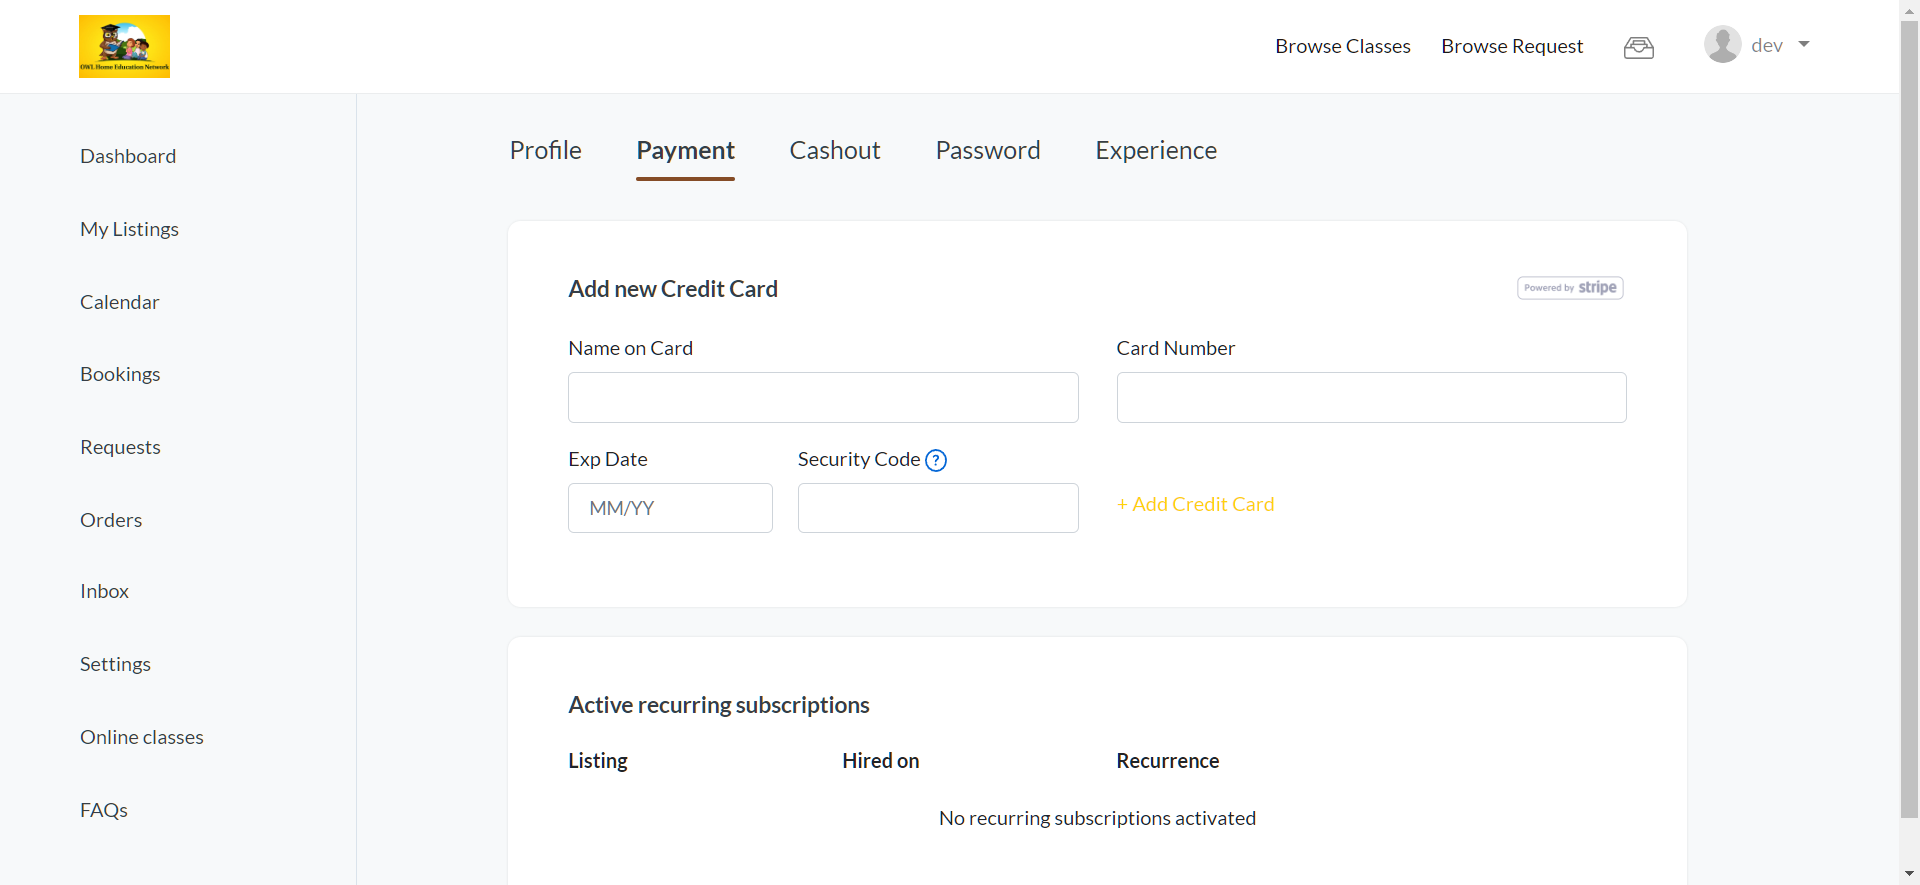 OWL Home Education Network
Browse Classes
Browse Request
dev
Dashboard
My Listings
Calendar
Bookings
Requests
Orders
Inbox
Settings
Online classes
FAQs
Profile
Payment
Cashout
Password
Experience
Add new Credit Card
Powered by stripe
Name on Card
Card Number
Exp Date
Security Code ?
MM/YY
+ Add Credit Card
Active recurring subscriptions
Listing
Hired on
Recurrence
No recurring subscriptions activated